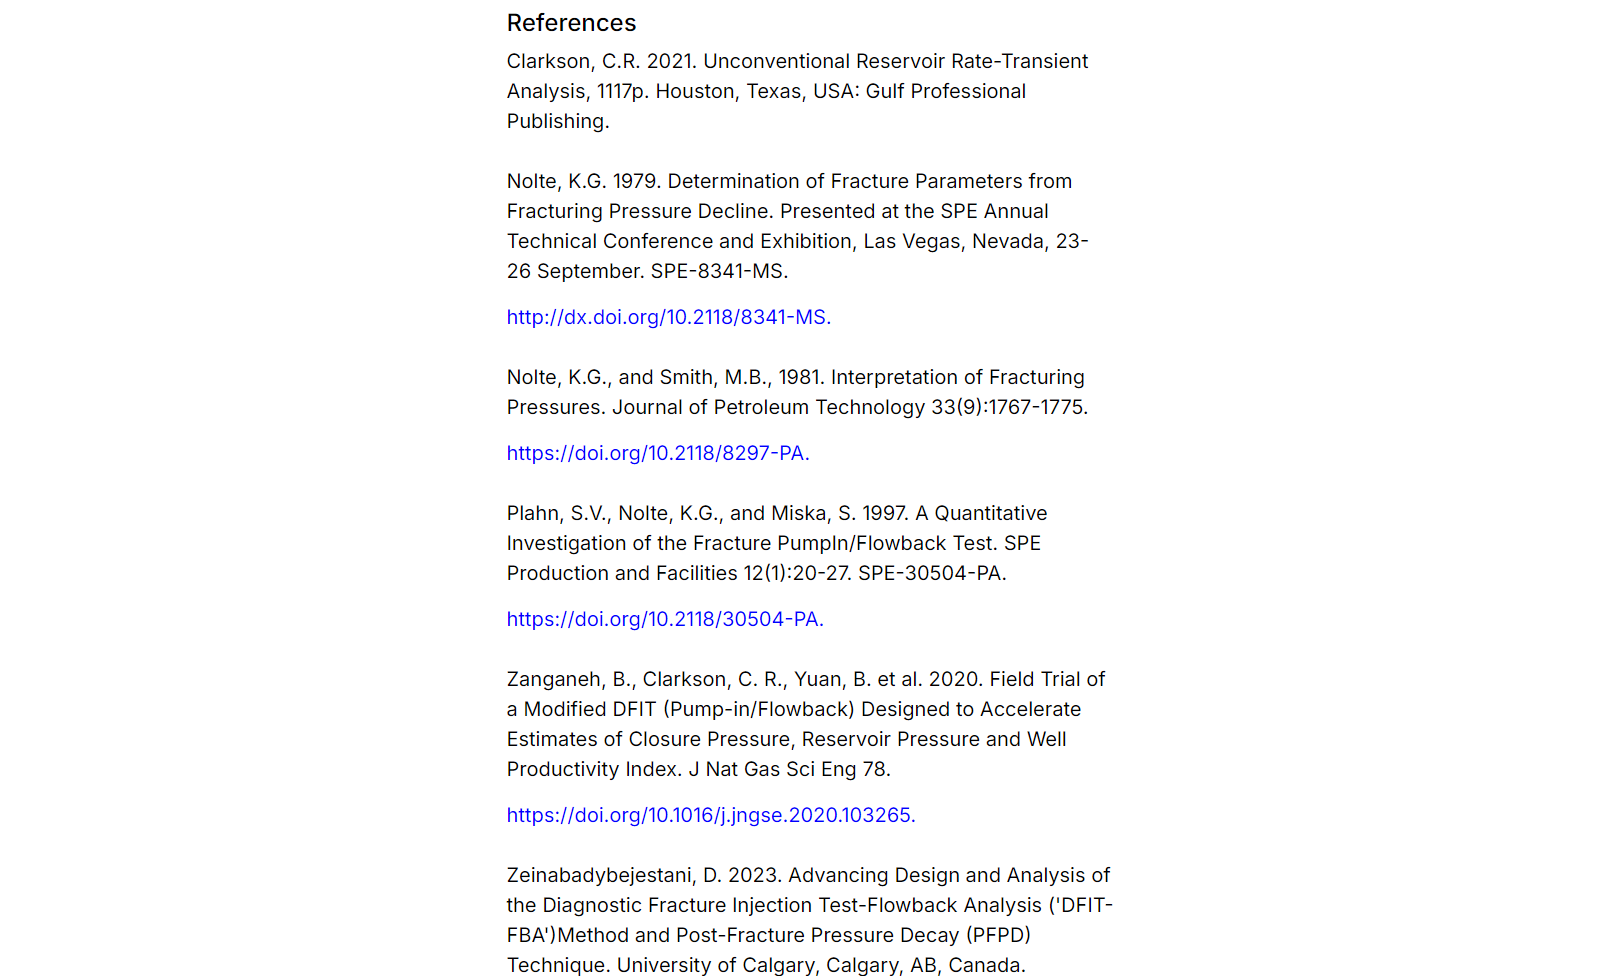 References
Clarkson, C.R. 2021. Unconventional Reservoir Rate-Transient
Analysis, 1117p. Houston, Texas, USA: Gulf Professional
Publishing.
Nolte, K.G. 1979. Determination of Fracture Parameters from
Fracturing Pressure Decline. Presented at the SPE Annual
Technical Conference and Exhibition, Las Vegas, Nevada, 23-
26 September. SPE-8341-MS.
http://dx.doi.org/10.2118/8341-MS.
Nolte, K.G., and Smith, M.B., 1981. Interpretation of Fracturing
Pressures. Journal of Petroleum Technology 33(9):1767-1775.
https://doi.org/10.2118/8297-PA.
Plahn, S.V., Nolte, K.G., and Miska, S. 1997. A Quantitative
Investigation of the Fracture PumpIn/Flowback Test. SPE
Production and Facilities 12(1):20-27. SPE-30504-PA.
https://doi.org/10.2118/30504-PA.
Zanganeh, B., Clarkson, C. R., Yuan, B. et al. 2020. Field Trial of
a Modified DFIT (Pump-in/Flowback) Designed to Accelerate
Estimates of Closure Pressure, Reservoir Pressure and Well
Productivity Index. J Nat Gas Sci Eng 78.
https://doi.org/10.1016/j.jngse.2020.103265.
Zeinabadybejestani, D. 2023. Advancing Design and Analysis of
the Diagnostic Fracture Injection Test-Flowback Analysis ('DFIT-
FBA')Method and Post-Fracture Pressure Decay (PFPD)
Technique. University of Calgary, Calgary, AB, Canada.